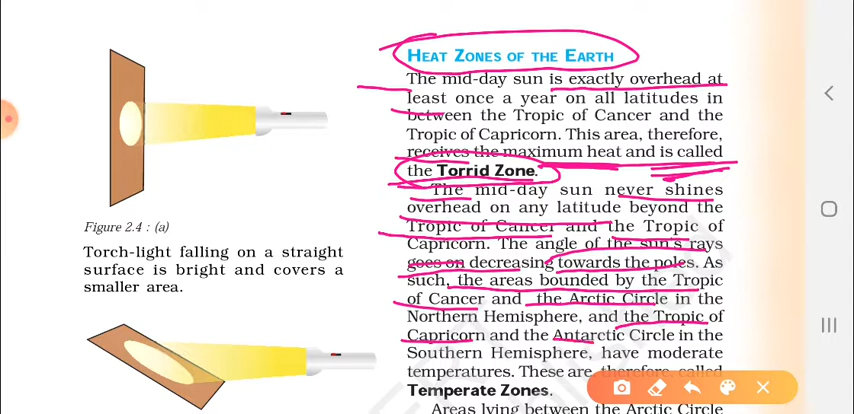 HEAT ZONES OF THE EARTH
The mid-day sun is exactly overhead at
least once a year on all latitudes in
between the Tropic of Cancer and the
Tropic of Capricorn. This area, therefore,
receives the maximum heat and is called
the Torrid Zone.
The mid-day sun never shines
overhead on any latitude beyond the
Tropic of Cancer and the Tropic of
Capricorn. The angle of the sun's rays
goes on decreasing towards the poles. As
such, the areas bounded by the Tropic
of Cancer and the Arctic Circle in the
Northern Hemisphere, and the Tropic of
Capricorn and the Antarctic Circle in the
Southern Hemisphere, have moderate
temperatures. These are, therefore, called
Temperate Zones.
Areas lying between the Arctic Circle
Figure 2.4 : (a)
Torch-light falling on a straight
surface is bright and covers a
smaller area.